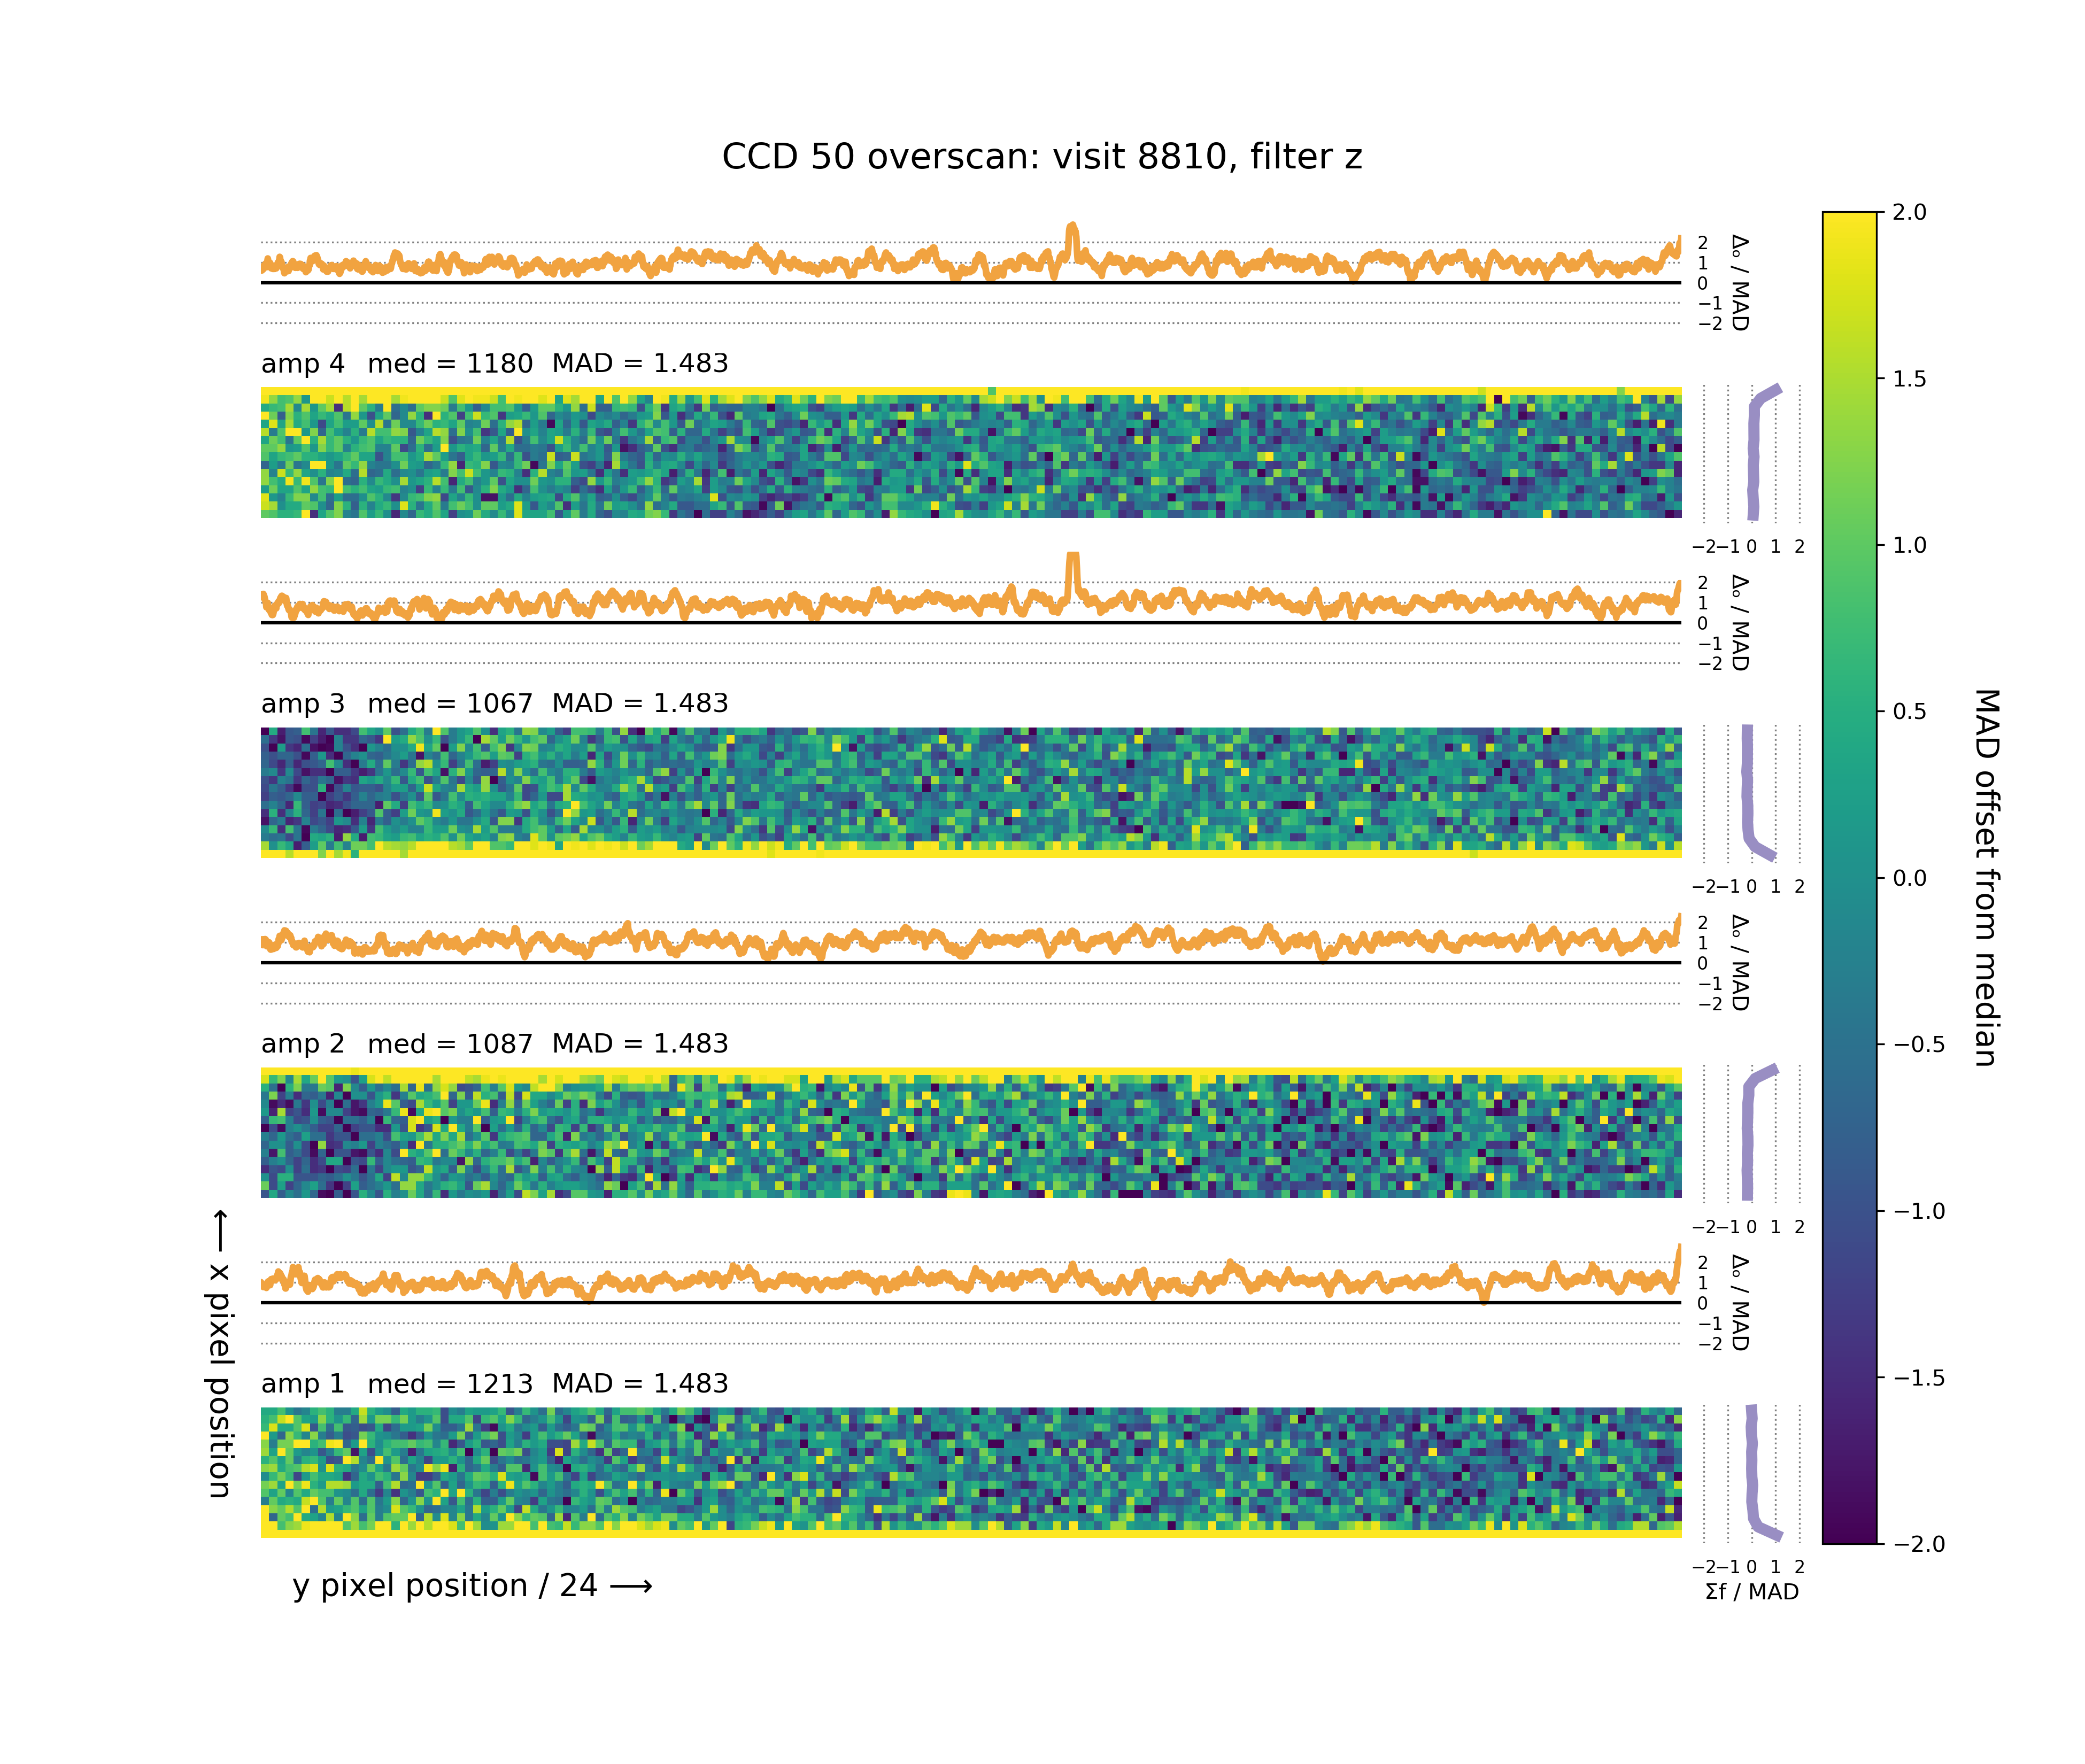 CCD 50 overscan: visit 8810, filter z
2
1
0
−1
−2
Δₒ / MAD
amp 4 med = 1180 MAD = 1.483
−2 −1 0 1 2
2
1
0
−1
−2
Δₒ / MAD
amp 3 med = 1067 MAD = 1.483
−2 −1 0 1 2
2
1
0
−1
−2
Δₒ / MAD
amp 2 med = 1087 MAD = 1.483
−2 −1 0 1 2
2
1
0
−1
−2
Δₒ / MAD
amp 1 med = 1213 MAD = 1.483
−2 −1 0 1 2
Σf / MAD
⟵ x pixel position
y pixel position / 24 ⟶
2.0
1.5
1.0
0.5
0.0
−0.5
−1.0
−1.5
−2.0
MAD offset from median